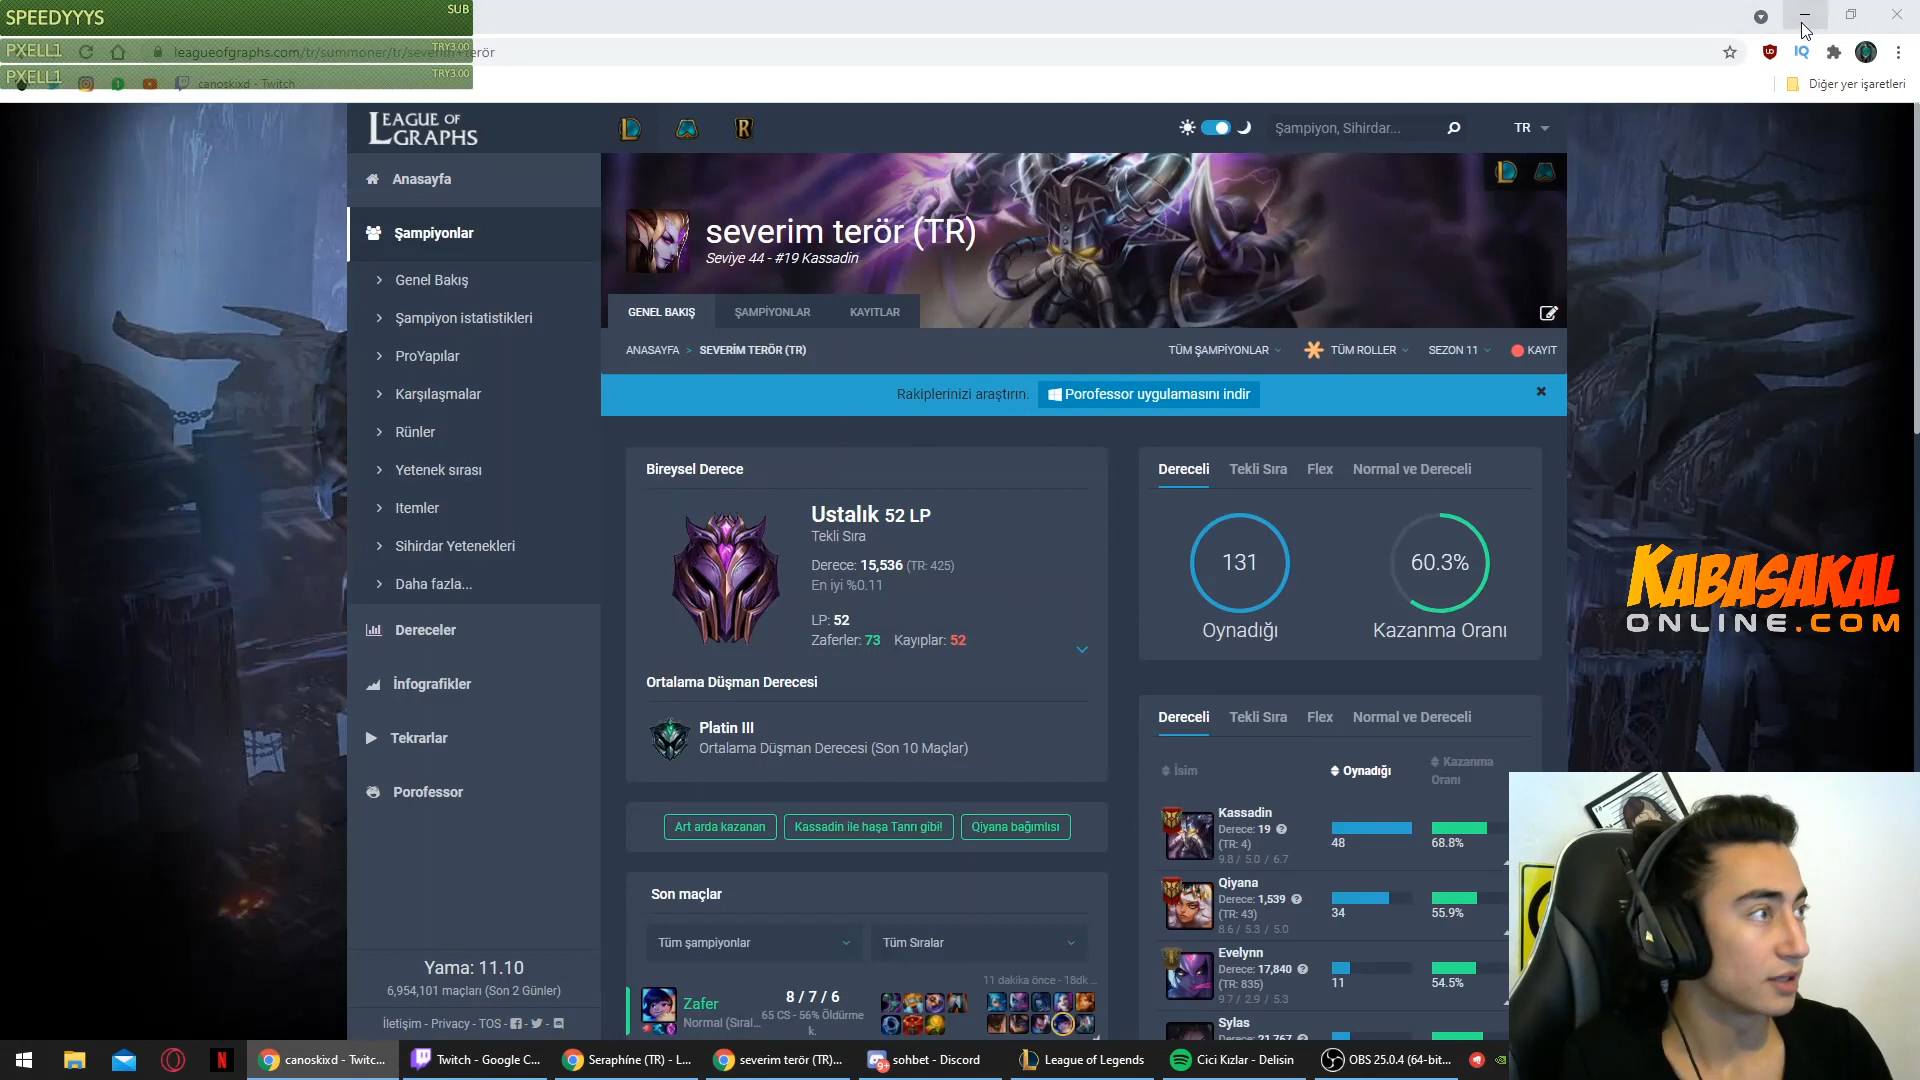 SPEEDYYYS SUB
PXELL1 TRY3.00
leagueofgraphs.com/tr/summoner/tr/severim+terör
PXELL1 TRY3.00
canoskixd - Twitch
Diğer yer işaretleri
LEAGUE OF GRAPHS
Şampiyon, Sihirdar...
TR
Anasayfa
Şampiyonlar
Genel Bakış
Şampiyon istatistikleri
ProYapılar
Karşılaşmalar
Rünler
Yetenek sırası
Itemler
Sihirdar Yetenekleri
Daha fazla...
Dereceler
İnfografikler
Tekrarlar
Porofessor
Yama: 11.10
6,954,101 maçları (Son 2 Günler)
İletişim - Privacy - TOS -
severim terör (TR)
Seviye 44 - #19 Kassadin
GENEL BAKIŞ ŞAMPİYONLAR KAYITLAR
ANASAYFA > SEVERİM TERÖR (TR)
TÜM ŞAMPİYONLAR TÜM ROLLER SEZON 11 KAYIT
Rakiplerinizi araştırın. Porofessor uygulamasını indir
Bireysel Derece
Ustalık 52 LP
Tekli Sıra
Derece: 15,536 (TR: 425)
En iyi %0.11
LP: 52
Zaferler: 73 Kayıplar: 52
Ortalama Düşman Derecesi
Platin III
Ortalama Düşman Derecesi (Son 10 Maçlar)
Art arda kazanan Kassadin ile haşa Tanrı gibi! Qiyana bağımlısı
Son maçlar
Tüm şampiyonlar Tüm Sıralar
11 dakika önce - 18dk ...
Zafer
Normal (Sıral...
8 / 7 / 6
65 CS - 56% Öldürme
k.
Dereceli Tekli Sıra Flex Normal ve Dereceli
131 60.3%
Oynadığı Kazanma Oranı
Dereceli Tekli Sıra Flex Normal ve Dereceli
İsim Oynadığı Kazanma
Oranı
Kassadin
Derece: 19
(TR: 4)
9.8 / 5.0 / 6.7
48 68.8%
Qiyana
Derece: 1,539
(TR: 43)
8.6 / 5.3 / 5.0
34 55.9%
Evelynn
Derece: 17,840
(TR: 835)
9.7 / 2.9 / 5.3
11 54.5%
Sylas
Derece: 21,767
KABASAKAL
ONLINE.COM
canoskixd - Twitc...
Twitch - Google C...
Seraphine (TR) - L...
severim terör (TR)...
sohbet - Discord
League of Legends
Cici Kızlar - Delisin
OBS 25.0.4 (64-bit...